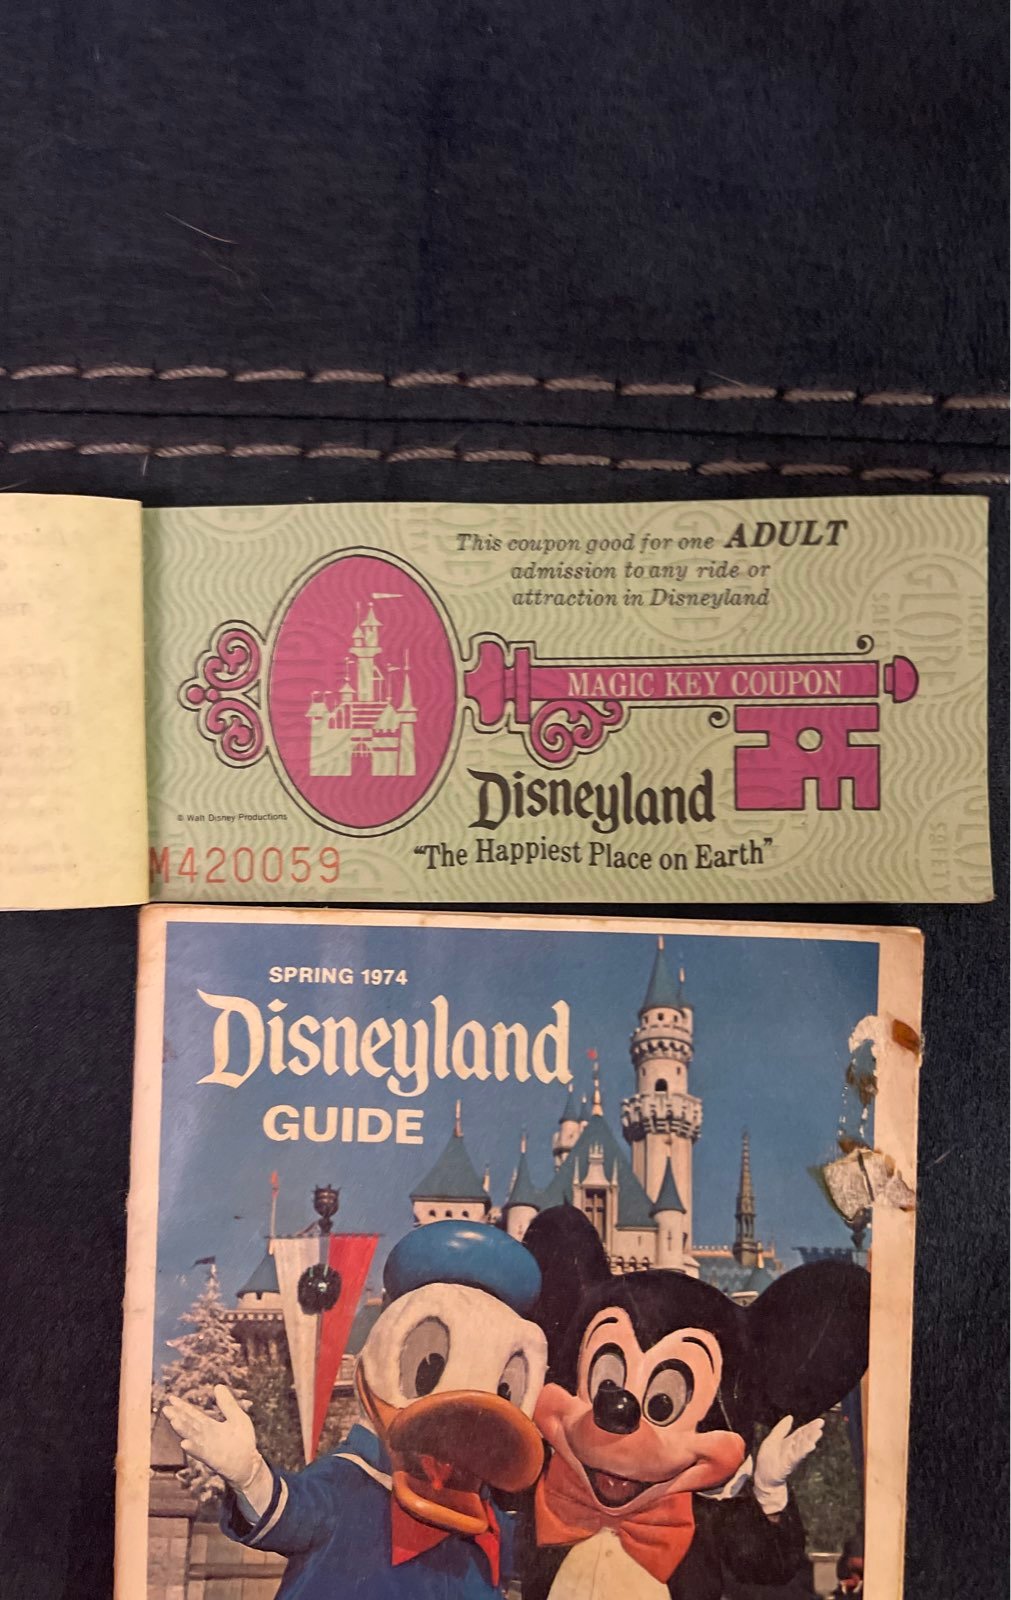 This coupon good for one ADULT
admission to any ride or
attraction in Disneyland
MAGIC KEY COUPON
Disneyland
"The Happiest Place on Earth"
© Walt Disney Productions
M420059
SPRING 1974
Disneyland
GUIDE